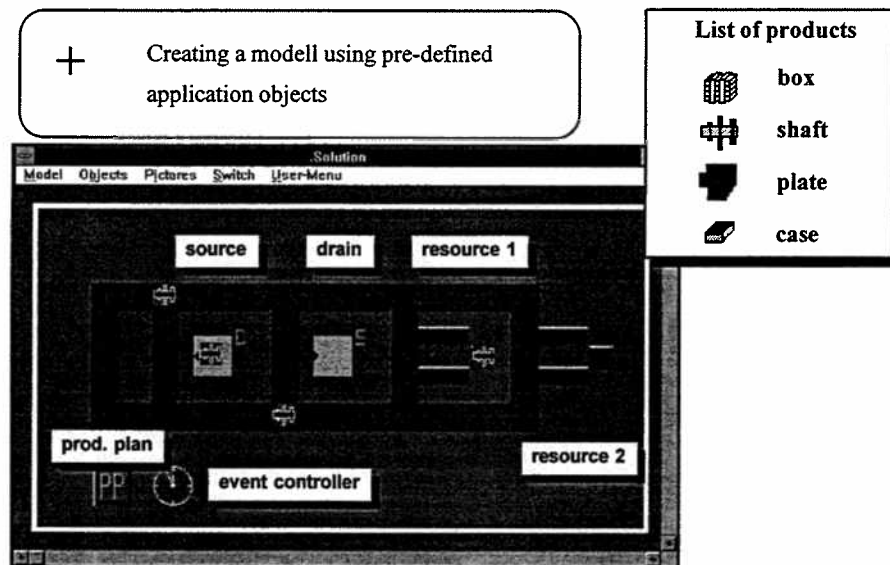 + Creating a modell using pre-defined
application objects
List of products
box
shaft
plate
case
.Solution
Model Objects Pictures Switch User-Menu
source drain resource 1
prod. plan
resource 2
event controller
PP